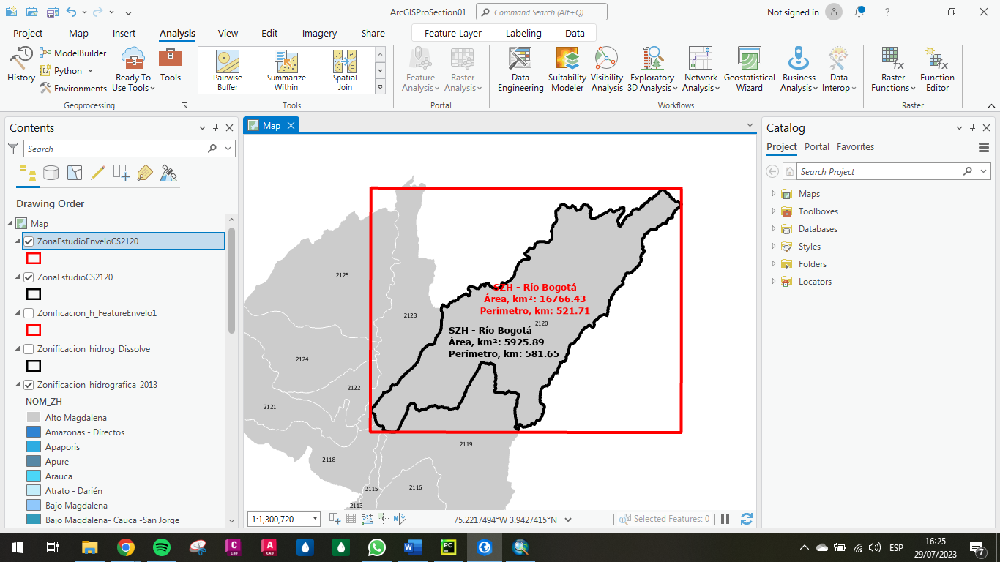 ArcGISProSection01
Command Search (Alt+Q)
Not signed in
?
Project
Map
Insert
Analysis
View
Edit
Imagery
Share
Feature Layer
Labeling
Data
History
ModelBuilder
Python
Environments
Ready To
Use Tools
Tools
Geoprocessing
Pairwise
Buffer
Summarize
Within
Spatial
Join
Tools
Feature
Analysis
Raster
Analysis
Portal
Data
Engineering
Suitability
Modeler
Visibility
Analysis
Exploratory
3D Analysis
Network
Analysis
Geostatistical
Wizard
Business
Analysis
Data
Interop
Workflows
Raster
Functions
Function
Editor
Raster
Contents
Search
Drawing Order
Map
ZonaEstudioEnveloCS2120
ZonaEstudioCS2120
Zonificacion_h_FeatureEnvelo1
Zonificacion_hidrog_Dissolve
Zonificacion_hidrografica_2013
NOM_ZH
Alto Magdalena
Amazonas - Directos
Apaporis
Apure
Arauca
Atrato - Darién
Bajo Magdalena
Bajo Magdalena- Cauca -San Jorge
Map
2125
2123
2124
2122
2121
2120
2119
2118
2115
2116
2113
SZH - Río Bogotá
Área, km²: 16766.43
Perímetro, km: 521.71
SZH - Río Bogotá
Área, km²: 5925.89
Perímetro, km: 581.65
1:1,300,720
75.2217494°W 3.9427415°N
Selected Features: 0
Catalog
Project
Portal
Favorites
Search Project
Maps
Toolboxes
Databases
Styles
Folders
Locators
ESP
16:25
29/07/2023
7